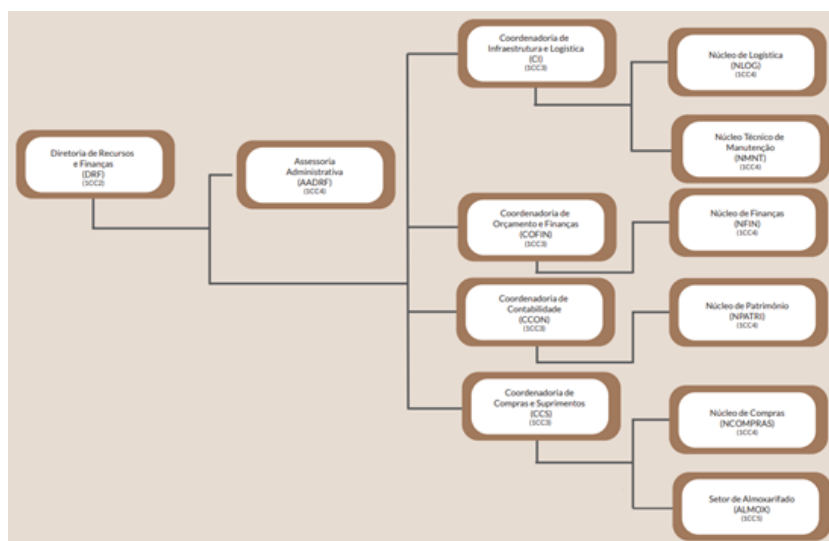 Diretoria de Recursos
e Finanças
(DRF)
(1CC2)
Assessoria
Administrativa
(AADRF)
(1CC4)
Coordenadoria de
Infraestrutura e Logística
(CI)
(1CC3)
Núcleo de Logística
(NLOG)
(1CC4)
Núcleo Técnico de
Manutenção
(NMNT)
(1CC4)
Coordenadoria de
Orçamento e Finanças
(COFIN)
(1CC3)
Núcleo de Finanças
(NFIN)
(1CC4)
Coordenadoria de
Contabilidade
(CCON)
(1CC3)
Núcleo de Patrimônio
(NPATRI)
(1CC4)
Coordenadoria de
Compras e Suprimentos
(CCS)
(1CC3)
Núcleo de Compras
(NCOMPRAS)
(1CC4)
Setor de Almoxarifado
(ALMOX)
(1CC5)